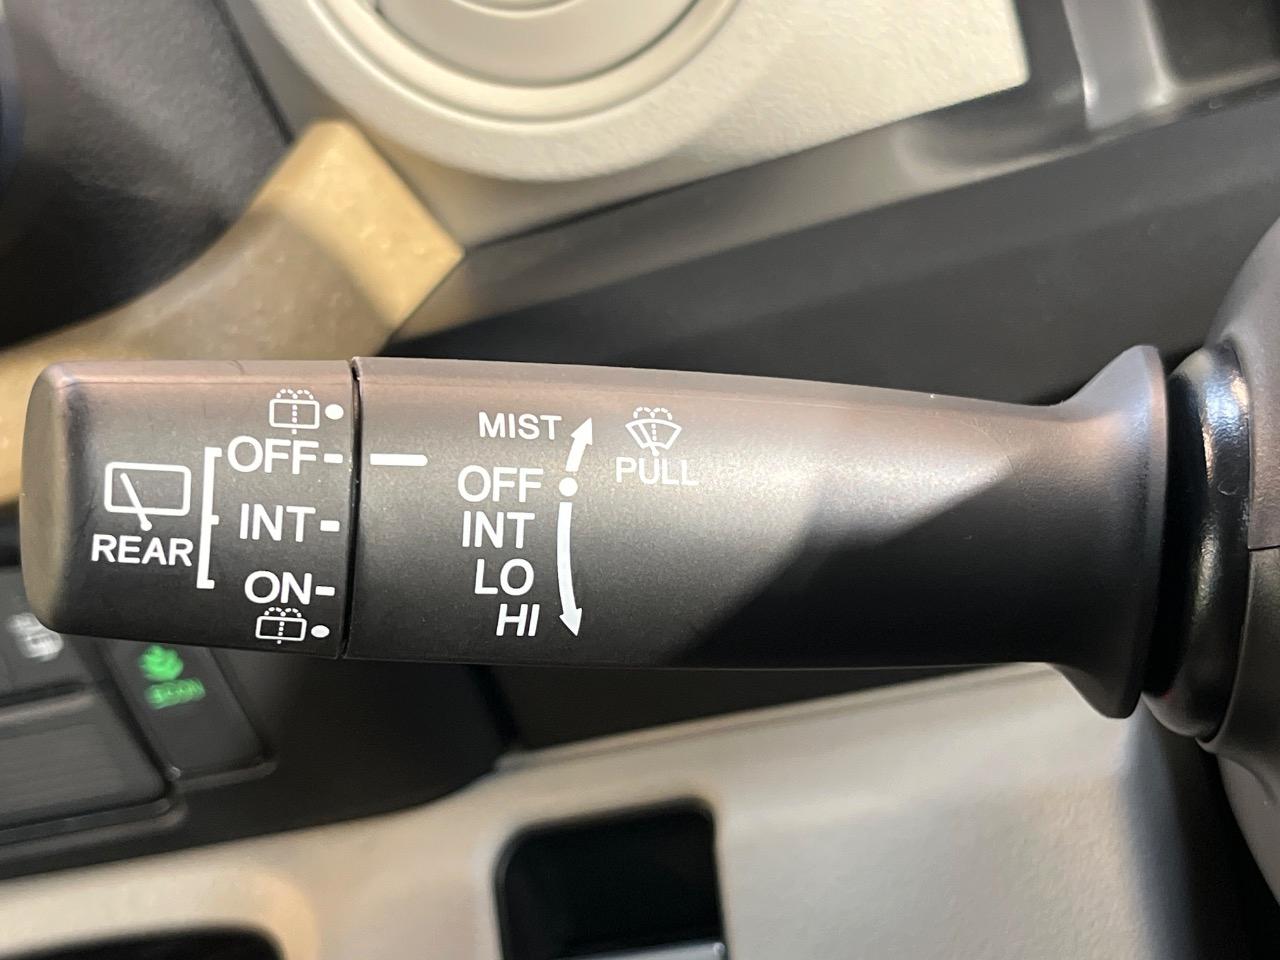 MIST
OFF
INT
LO
HI
PULL
REAR
OFF
INT
ON